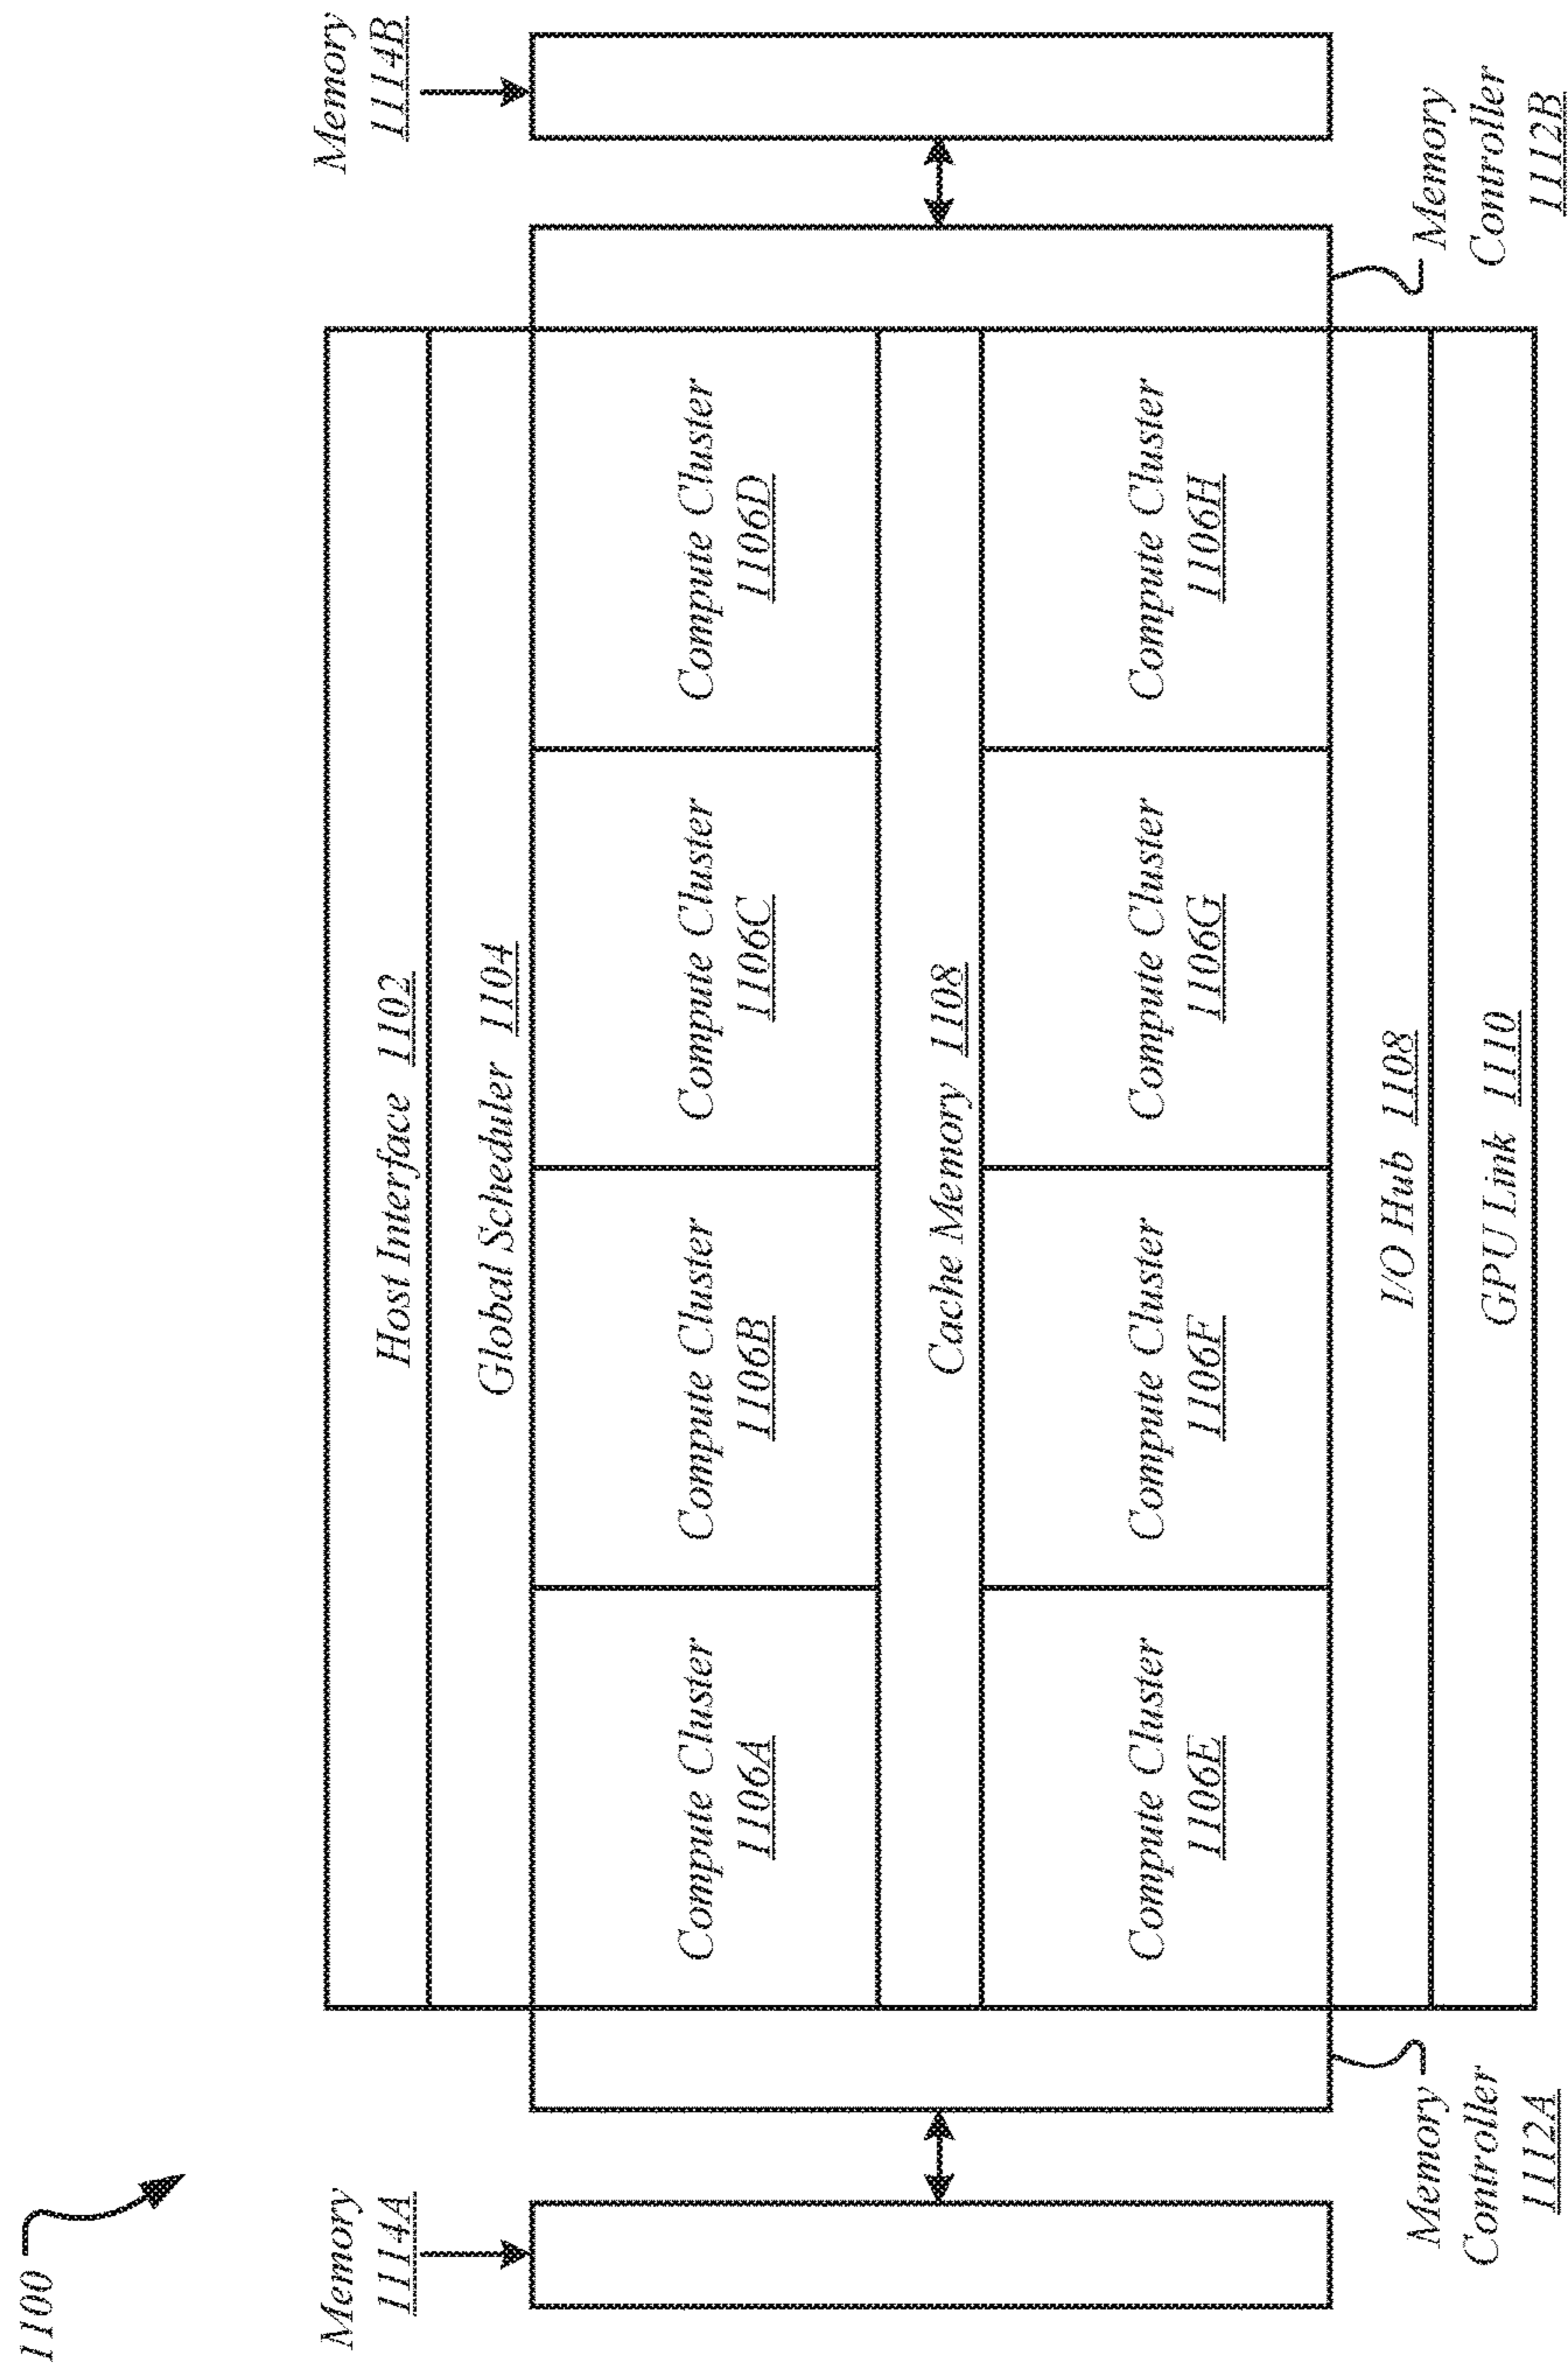 1100
Host Interface 1102
Global Scheduler 1104
Memory
1114A
Memory
1114B
Compute Cluster
1106A
Compute Cluster
1106B
Compute Cluster
1106C
Compute Cluster
1106D
Cache Memory 1108
Compute Cluster
1106E
Compute Cluster
1106F
Compute Cluster
1106G
Compute Cluster
1106H
I/O Hub 1108
GPU Link 1110
Memory
Controller
1112A
Memory
Controller
1112B